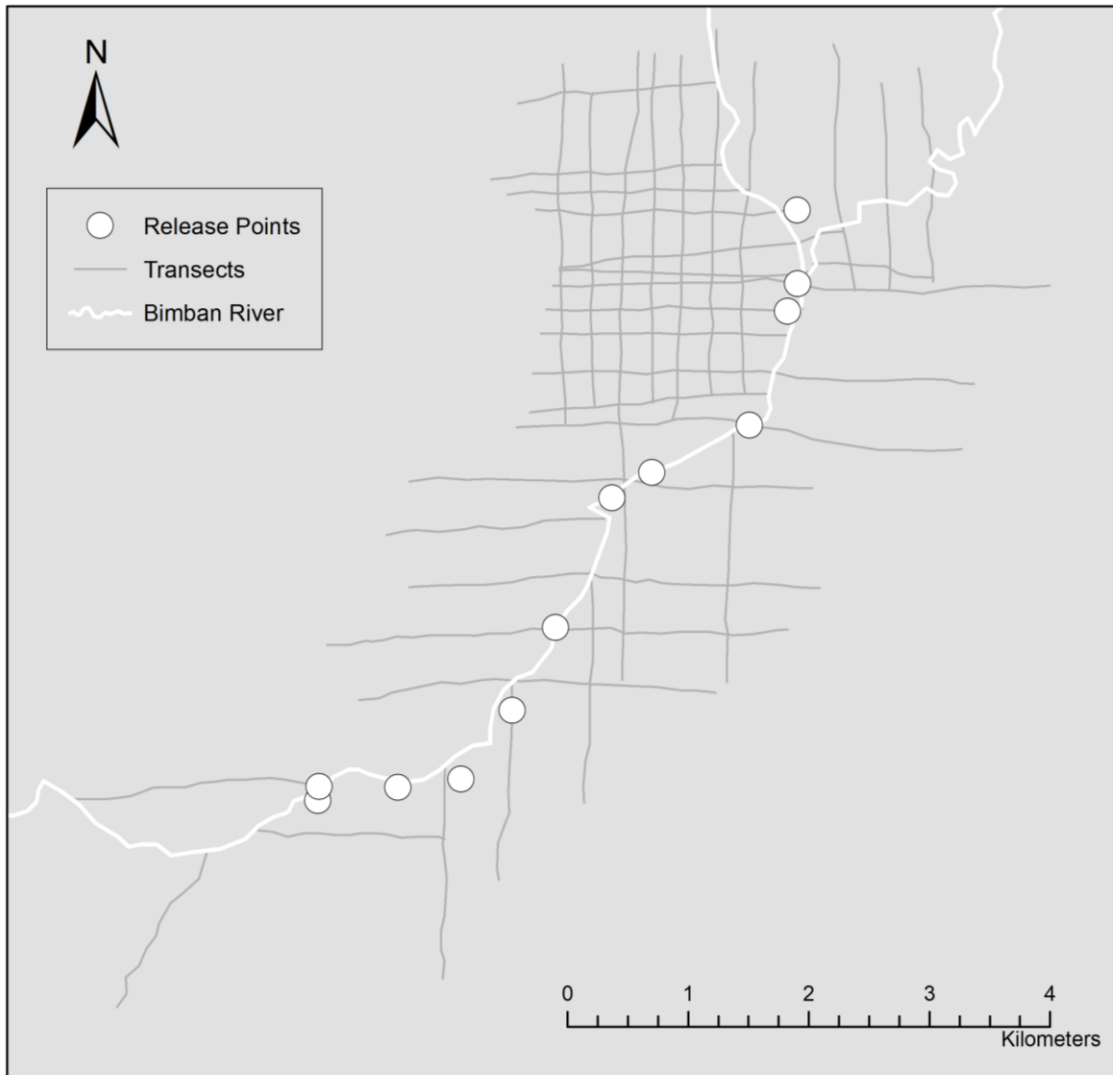 N
Release Points
Transects
Bimban River
0 1 2 3 4
Kilometers